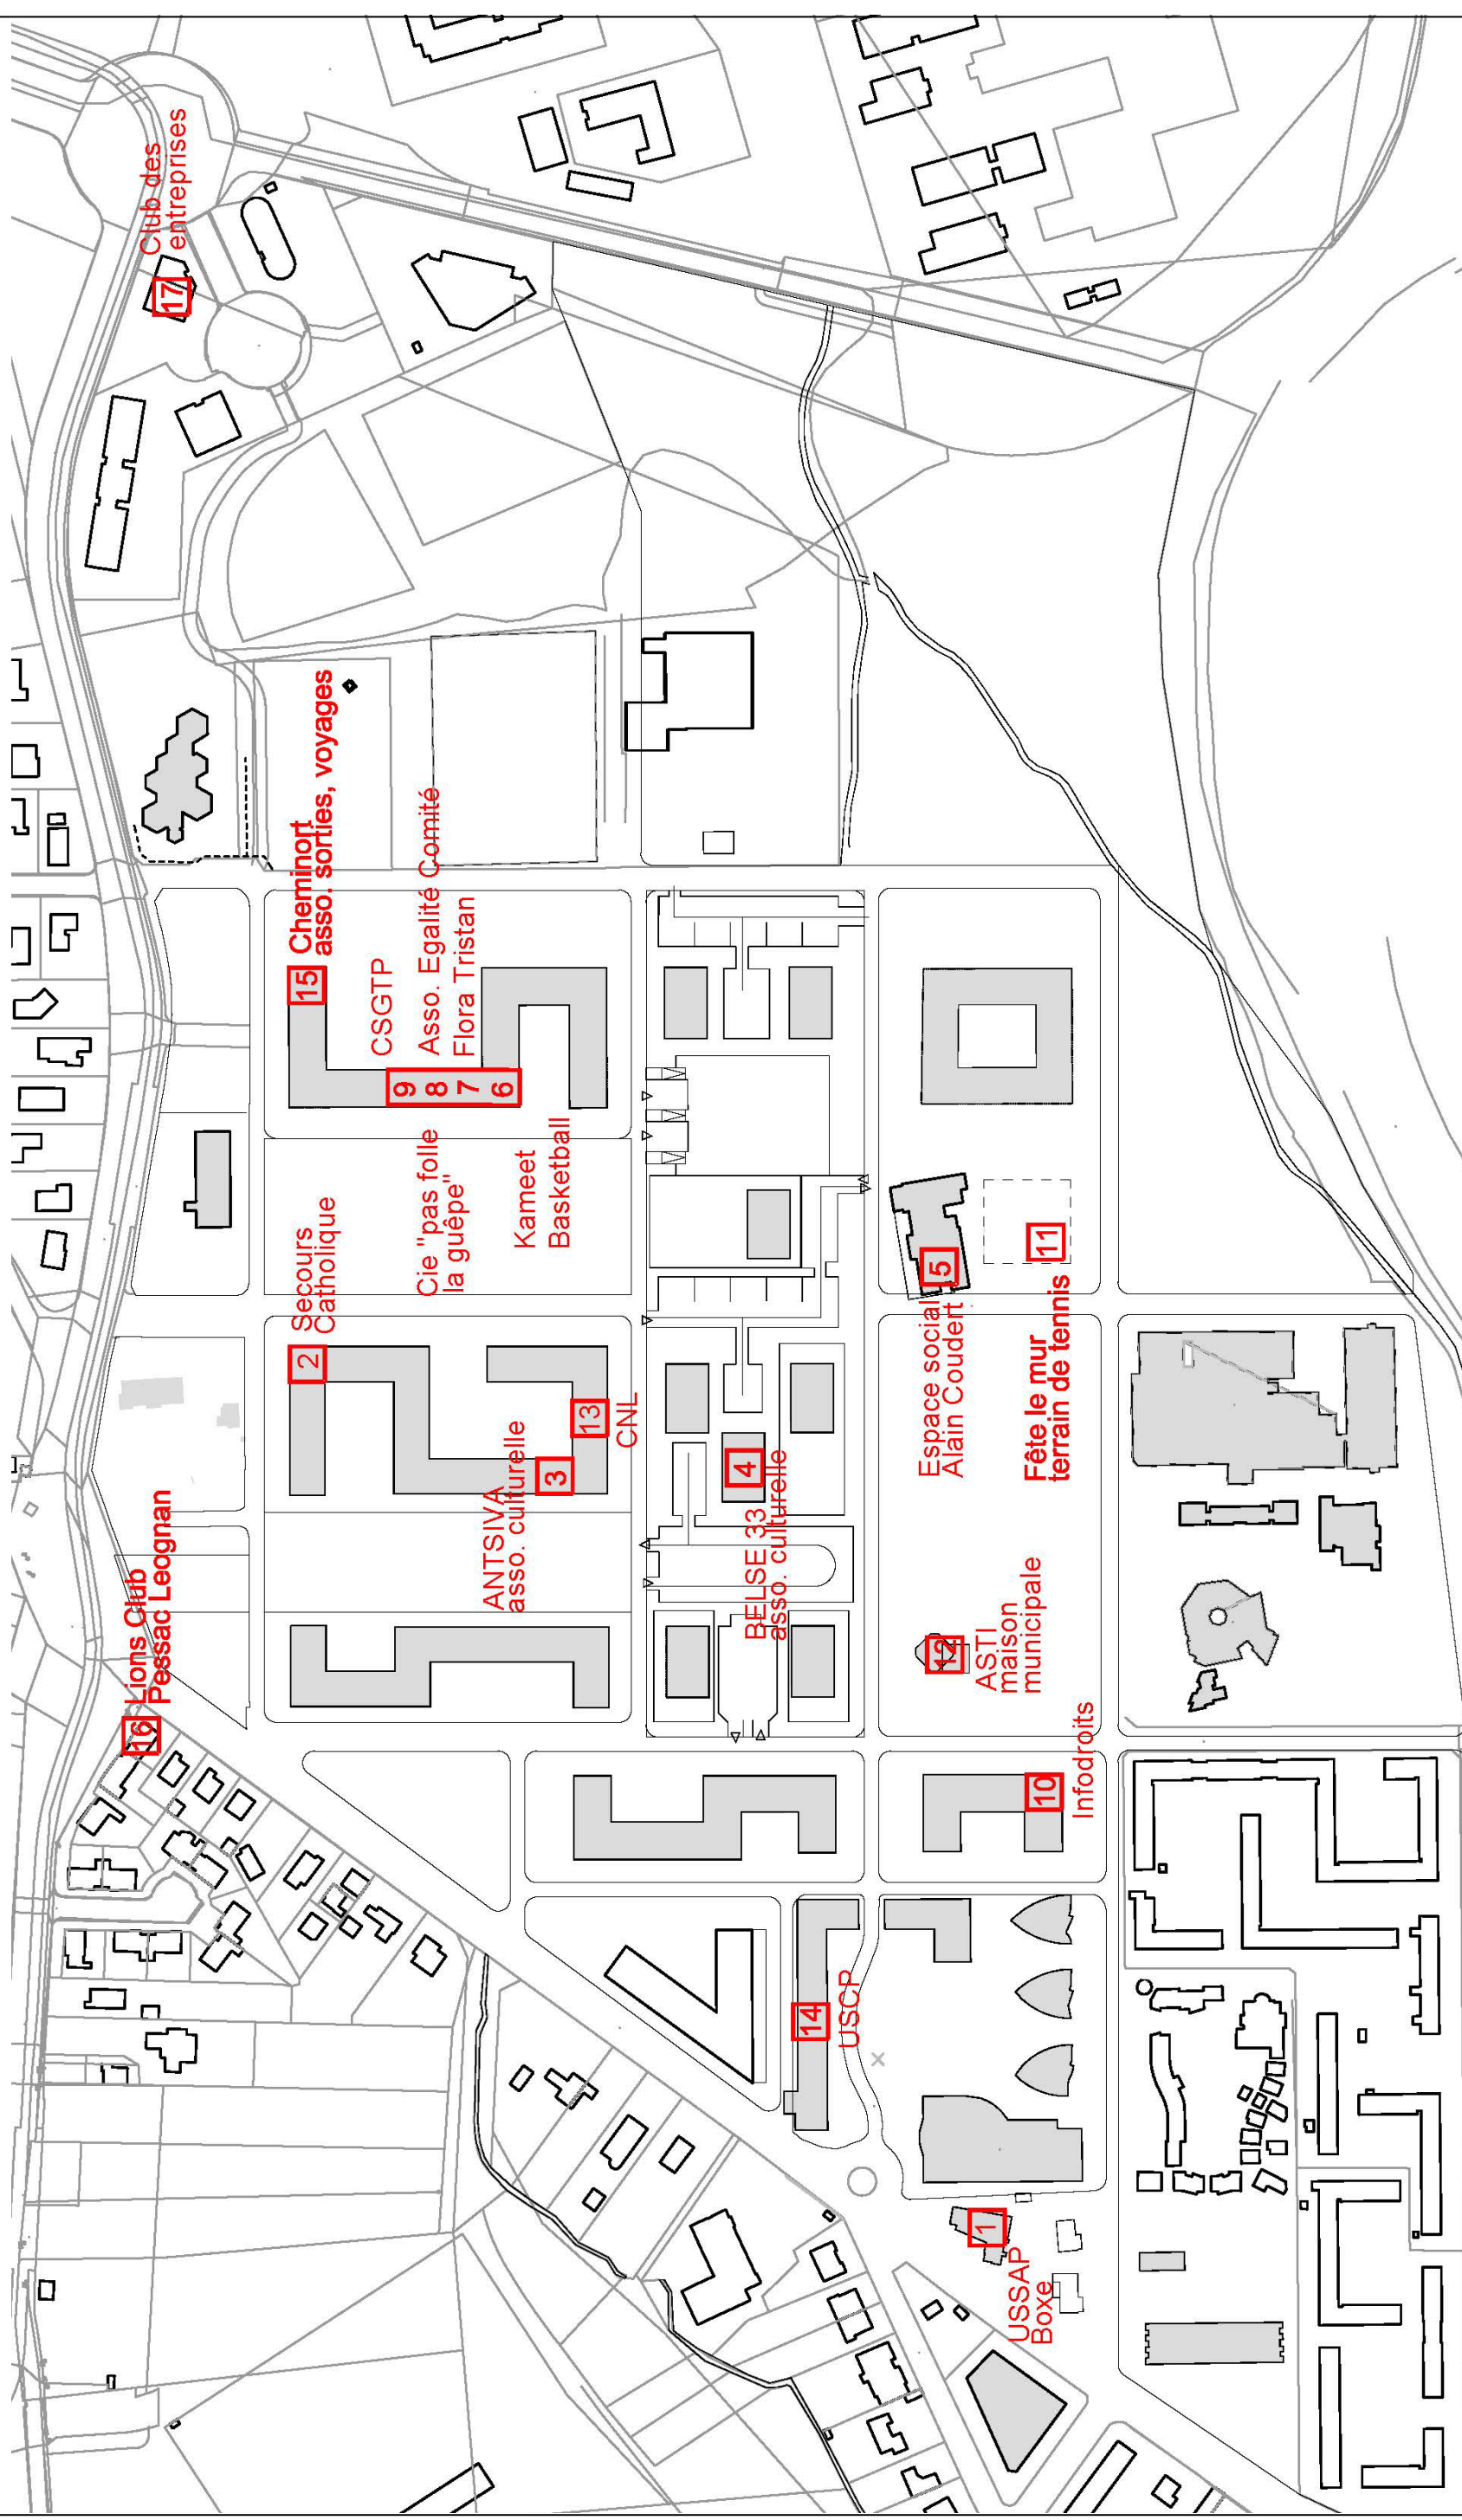 17
Club des
entreprises
15
Cheminort
asso. sorties, voyages
CSGTP
Asso. Egalité Comité
Flora Tristan
9
8
7
6
Cie "pas folle
la guêpe"
Kameet
Basketball
2
Secours
Catholique
3
ANTSIVA
asso. culturelle
13
CNL
4
BELSE 33
asso. culturelle
5
Espace social
Alain Coudert
11
Fête le mur
terrain de tennis
12
ASTI
maison
municipale
16
Lions Club
Pessac Leognan
10
Infodroits
14
USCP
1
USSAP
Boxe